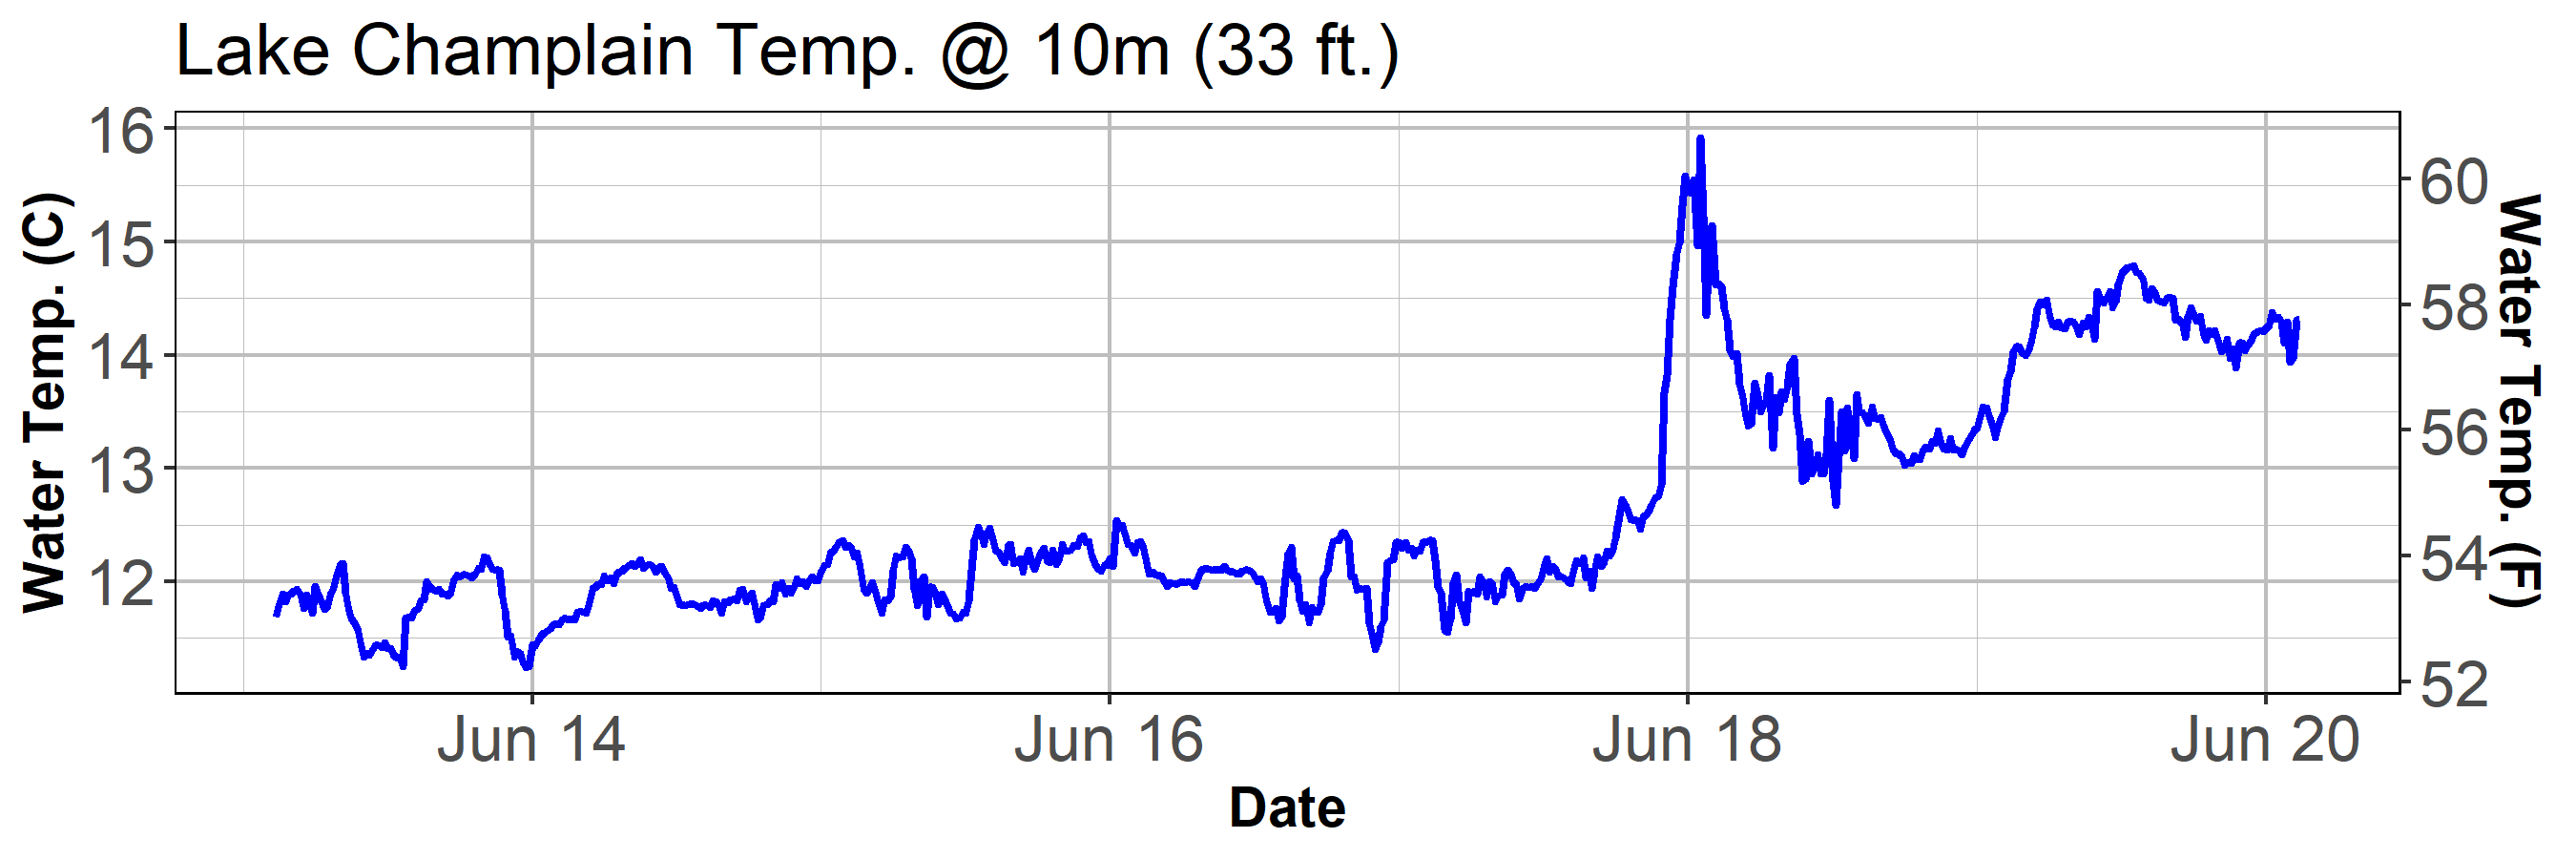 Lake Champlain Temp. @ 10m (33 ft.)
Water Temp. (C)
16
15
14
13
12
60
58
56
54
52
Water Temp. (F)
Jun 14
Jun 16
Jun 18
Jun 20
Date